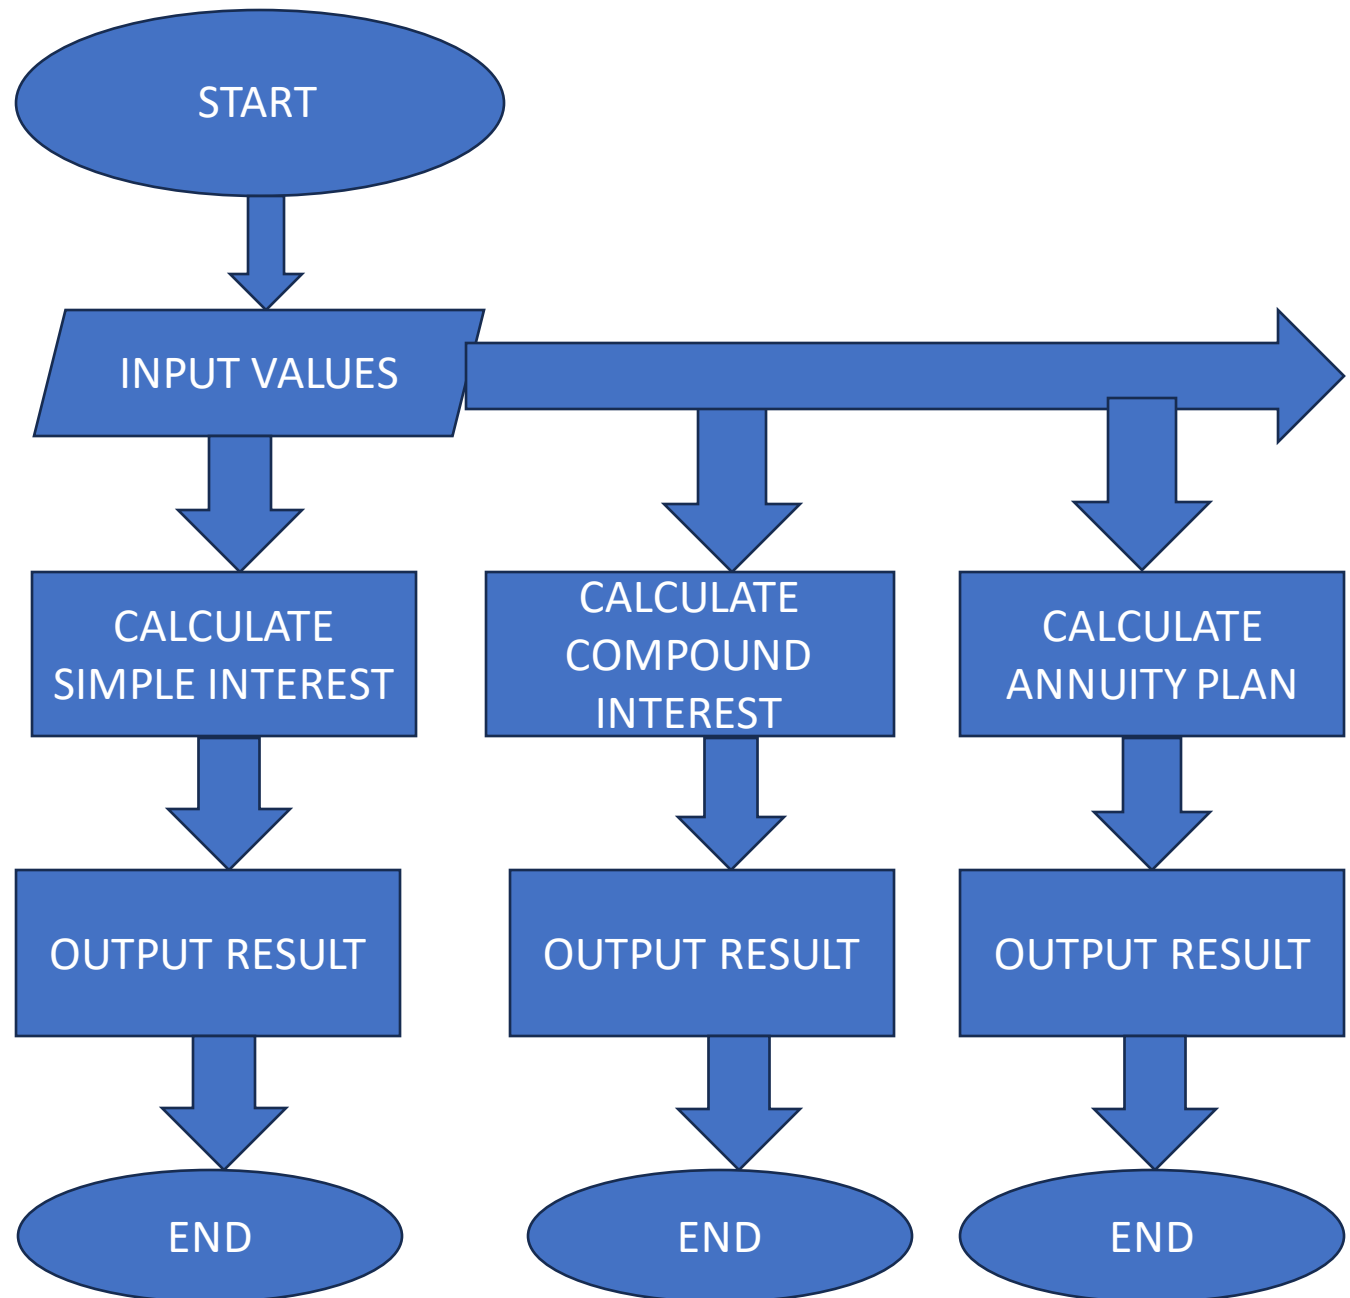 START
INPUT VALUES
CALCULATE
SIMPLE INTEREST
CALCULATE
COMPOUND
INTEREST
CALCULATE
ANNUITY PLAN
OUTPUT RESULT
OUTPUT RESULT
OUTPUT RESULT
END
END
END